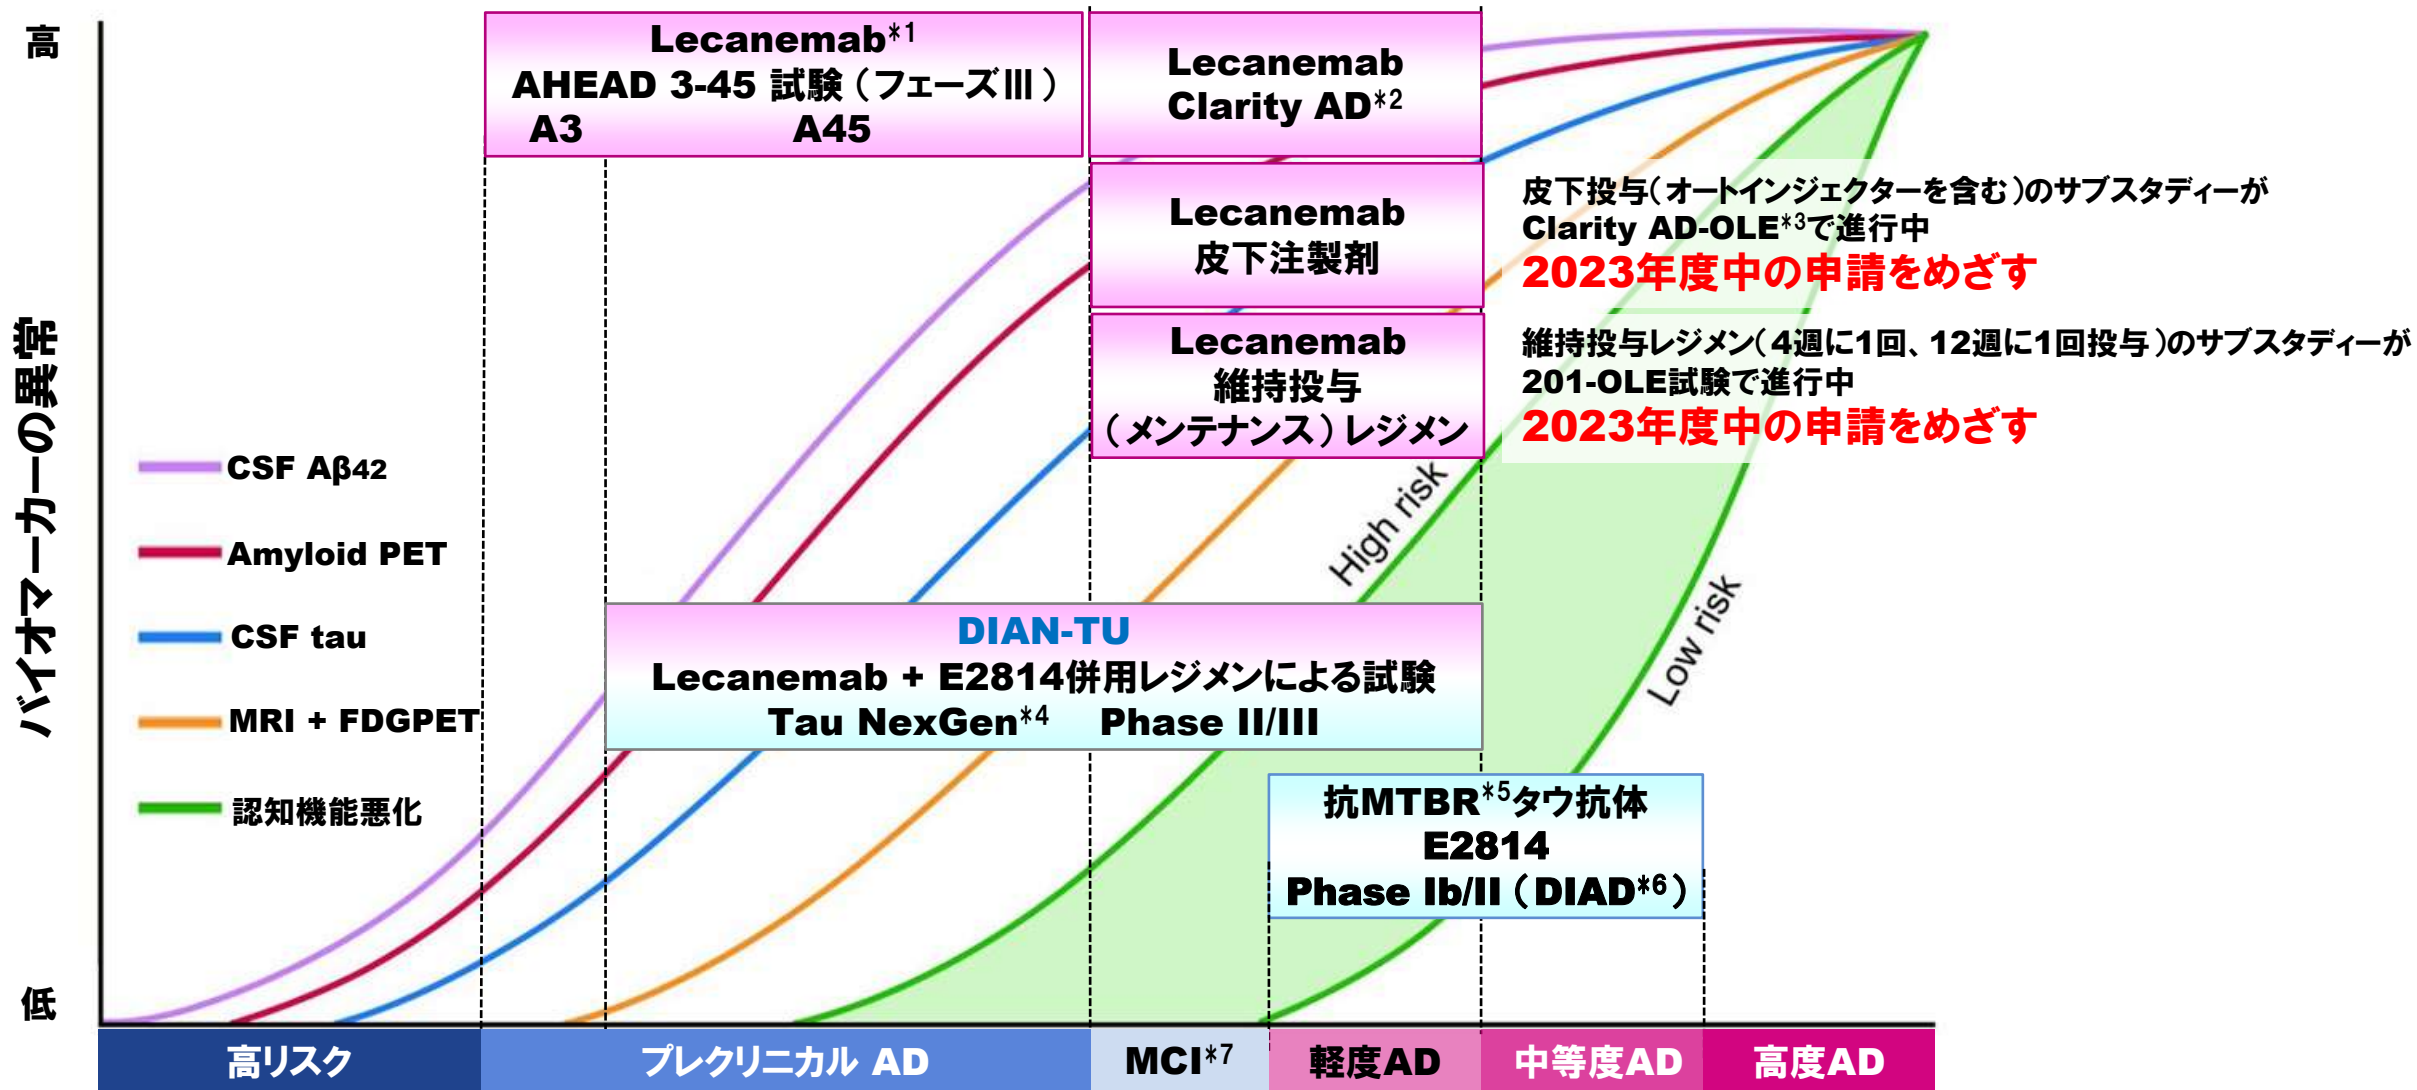 高
バイオマーカーの異常
低
Lecanemab*1
AHEAD 3-45 試験（フェーズⅢ）
A3 A45
Lecanemab
Clarity AD*2
Lecanemab
皮下注製剤
皮下投与（オートインジェクターを含む）のサブスタディーが
Clarity AD-OLE*3で進行中
2023年度中の申請をめざす
Lecanemab
維持投与
（メンテナンス）レジメン
維持投与レジメン（4週に1回、12週に1回投与）のサブスタディーが
201-OLE試験で進行中
2023年度中の申請をめざす
CSF Aβ42
Amyloid PET
CSF tau
MRI + FDGPET
認知機能悪化
High risk
Low risk
DIAN-TU
Lecanemab + E2814併用レジメンによる試験
Tau NexGen*4 Phase II/III
抗MTBR*5タウ抗体
E2814
Phase Ib/II（DIAD*6）
高リスク
プレクリニカル AD
MCI*7
軽度AD
中等度AD
高度AD